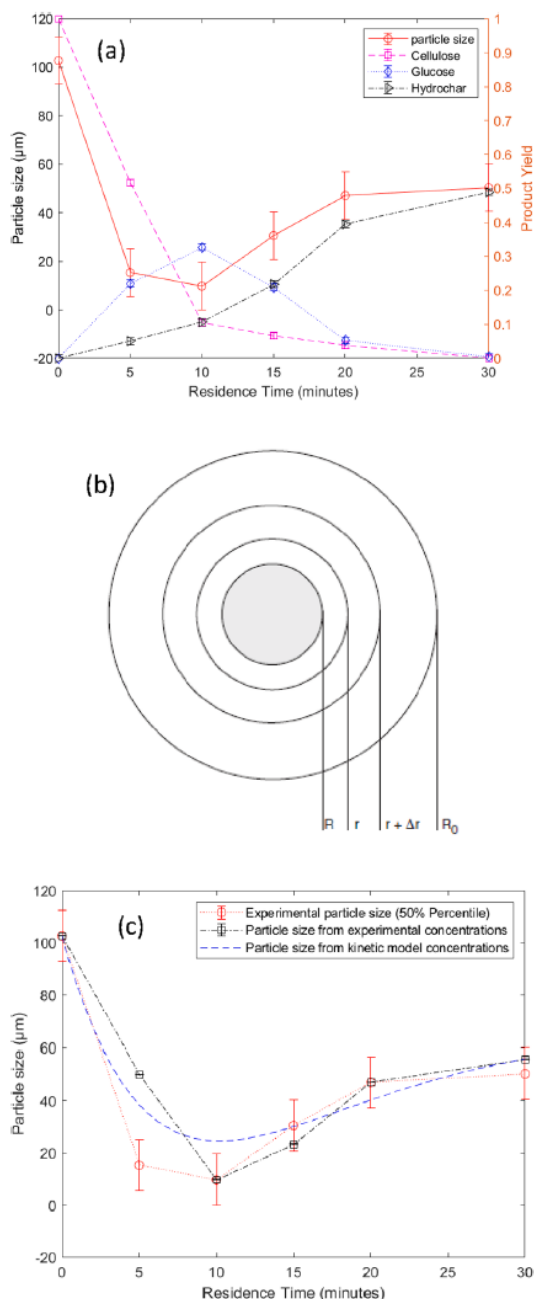 (a)
particle size
Cellulose
Glucose
Hydrochar
120
100
80
60
40
20
0
-20
Particle size (µm)
1
0.9
0.8
0.7
0.6
0.5
0.4
0.3
0.2
0.1
0
Product Yield
0 5 10 15 20 25 30
Residence Time (minutes)
(b)
R r r + Δr R0
(c)
Experimental particle size (50% Percentile)
Particle size from experimental concentrations
Particle size from kinetic model concentrations
120
100
80
60
40
20
0
-20
Particle size (µm)
0 5 10 15 20 25 30
Residence Time (minutes)